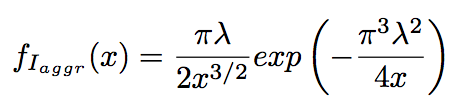 f_{I_{aggr}}(x) = \frac{\pi\lambda}{2x^{3/2}} exp\left(-\frac{\pi^3\lambda^2}{4x}\right)